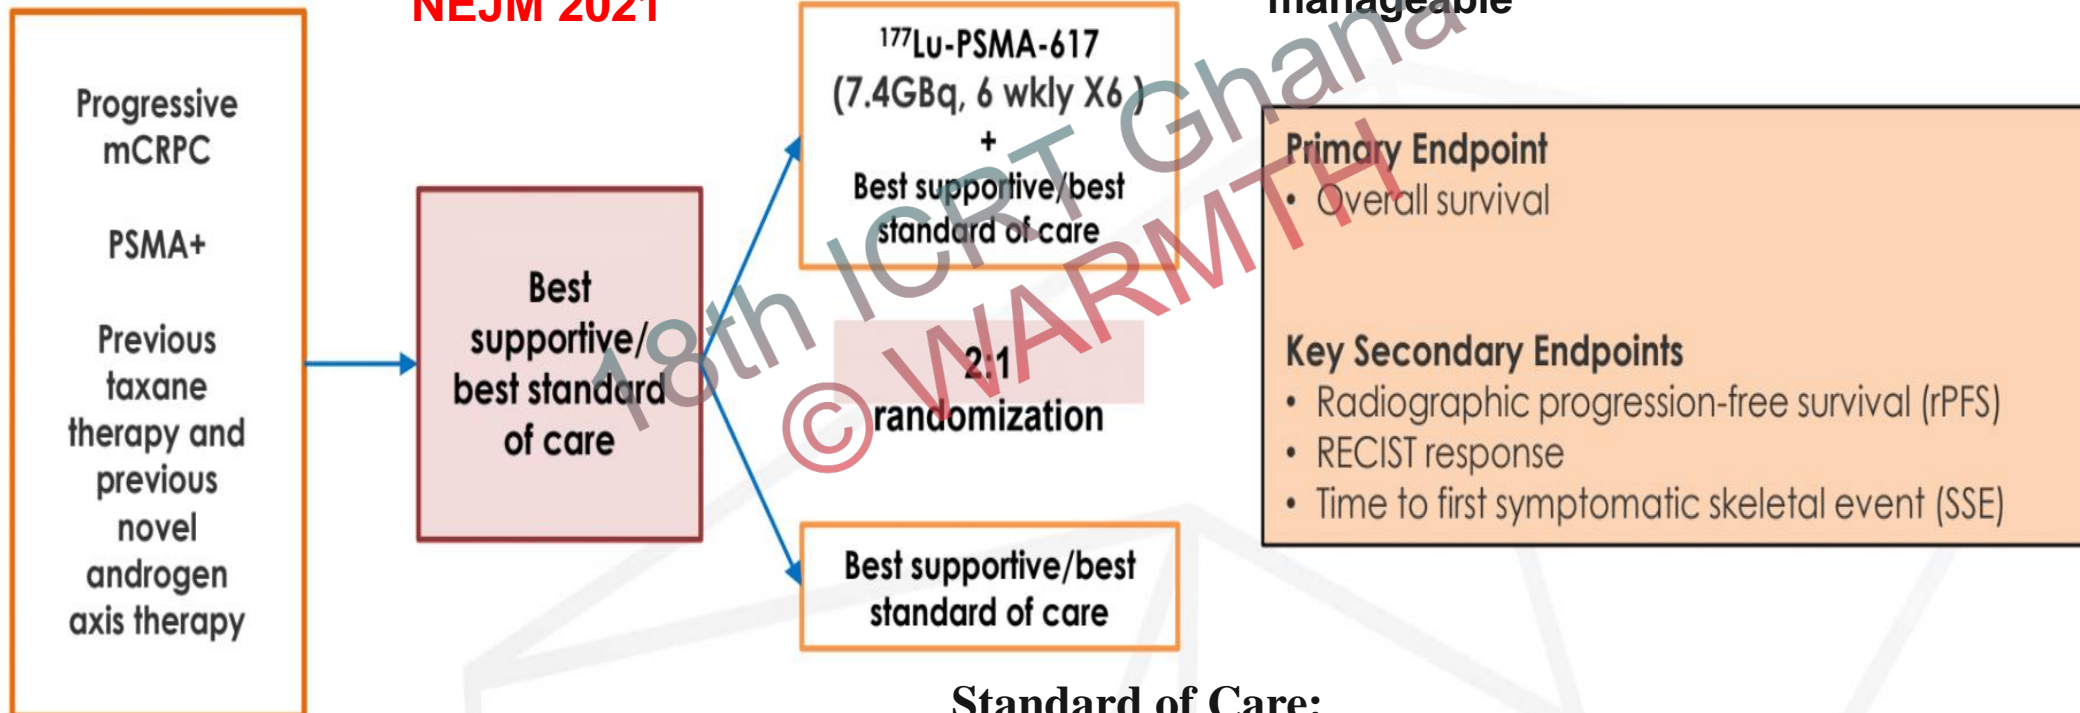 NEJM 2021
manageable
Progressive
mCRPC
PSMA+
Previous
taxane
therapy and
previous
novel
androgen
axis therapy
Best
supportive/
best standard
of care
¹⁷⁷Lu-PSMA-617
(7.4GBq, 6 wkly X6 )
+
Best supportive/best
standard of care
2:1
randomization
Best supportive/best
standard of care
Primary Endpoint
• Overall survival
Key Secondary Endpoints
• Radiographic progression-free survival (rPFS)
• RECIST response
• Time to first symptomatic skeletal event (SSE)
Standard of Care:
18th ICRT Ghana
© WARMTH